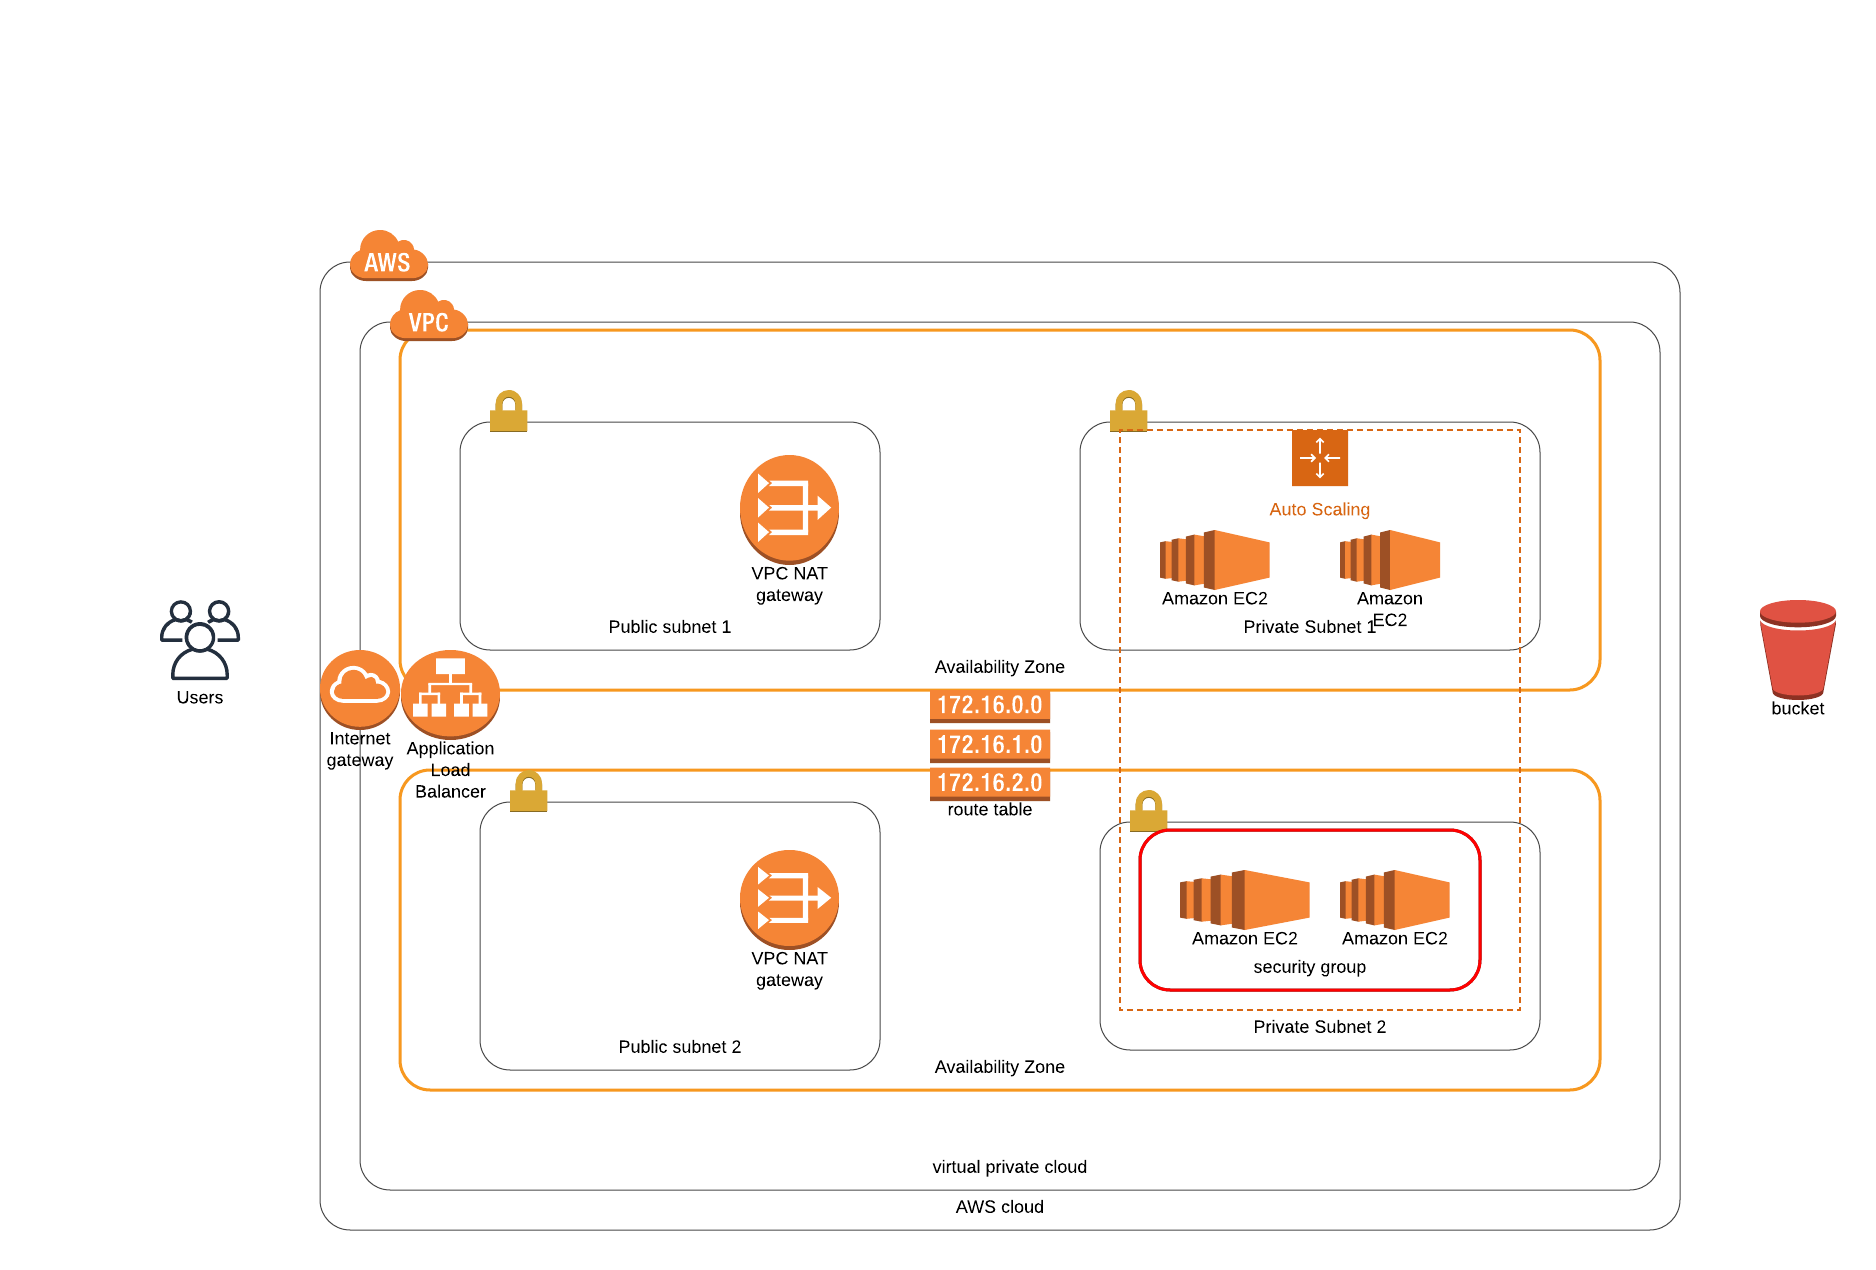 AWS
VPC
Auto Scaling
VPC NAT
gateway
Amazon EC2
Amazon
EC2
Public subnet 1
Private Subnet 1
Availability Zone
Users
bucket
172.16.0.0
172.16.1.0
172.16.2.0
route table
Internet
gateway
Application
Load
Balancer
VPC NAT
gateway
Amazon EC2
Amazon EC2
security group
Private Subnet 2
Public subnet 2
Availability Zone
virtual private cloud
AWS cloud